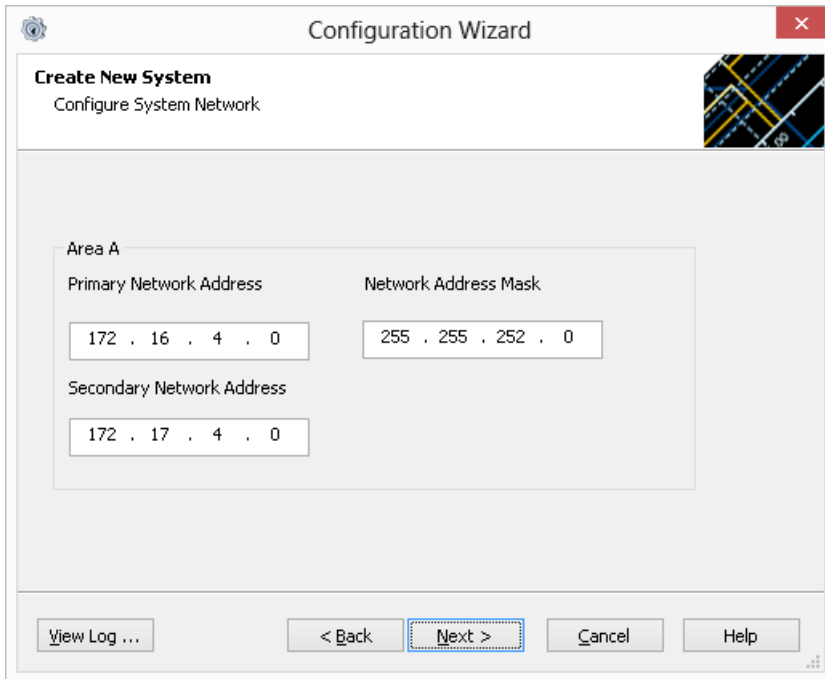 Configuration Wizard
Create New System
Configure System Network
00
Area A
Primary Network Address
Network Address Mask
172 . 16 . 4 . 0
255 . 255 . 252 . 0
Secondary Network Address
172 . 17 . 4 . 0
View Log ...
< Back
Next >
Cancel
Help